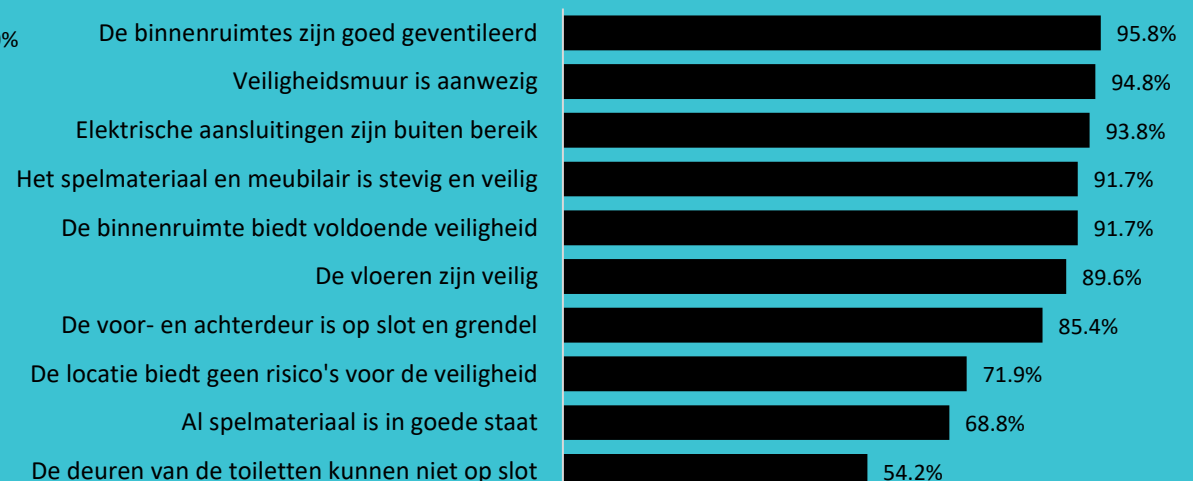 De binnenruimtes zijn goed geventileerd 95.8%
Veiligheidsmuur is aanwezig 94.8%
Elektrische aansluitingen zijn buiten bereik 93.8%
Het spelmateriaal en meubilair is stevig en veilig 91.7%
De binnenruimte biedt voldoende veiligheid 91.7%
De vloeren zijn veilig 89.6%
De voor- en achterdeur is op slot en grendel 85.4%
De locatie biedt geen risico's voor de veiligheid 71.9%
Al spelmateriaal is in goede staat 68.8%
De deuren van de toiletten kunnen niet op slot 54.2%